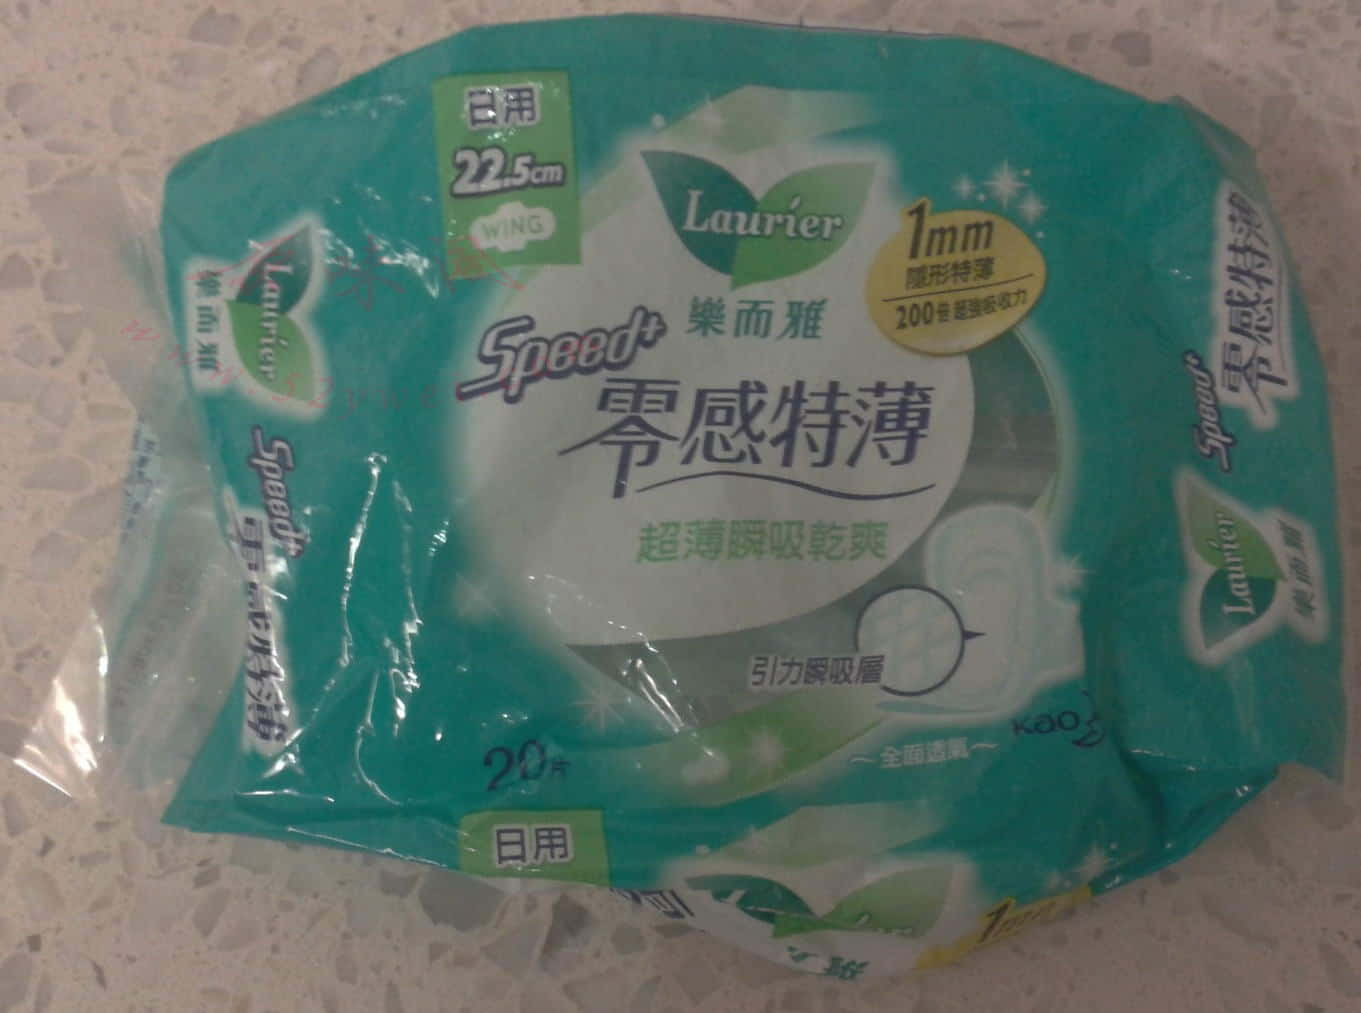 日用
22.5cm
WING
Laurier
樂而雅
1mm
隱形特薄
200倍超強吸收力
Speed+
零感特薄
超薄瞬吸乾爽
引力瞬吸層
～全面透氣～
Kao
20片
日用
1mm
Laurier
樂而雅
Speed+
零感特薄
Speed+
零感特薄
Laurier
樂而雅